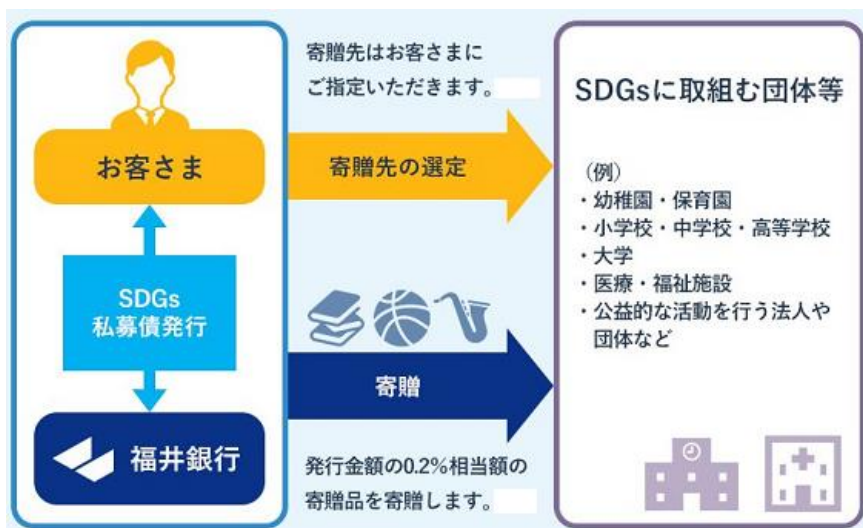 お客さま
SDGs
私募債発行
福井銀行
寄贈先はお客さまに
ご指定いただきます。
寄贈先の選定
寄贈
発行金額の0.2%相当額の
寄贈品を寄贈します。
SDGsに取組む団体等
(例)
・幼稚園・保育園
・小学校・中学校・高等学校
・大学
・医療・福祉施設
・公益的な活動を行う法人や
団体など